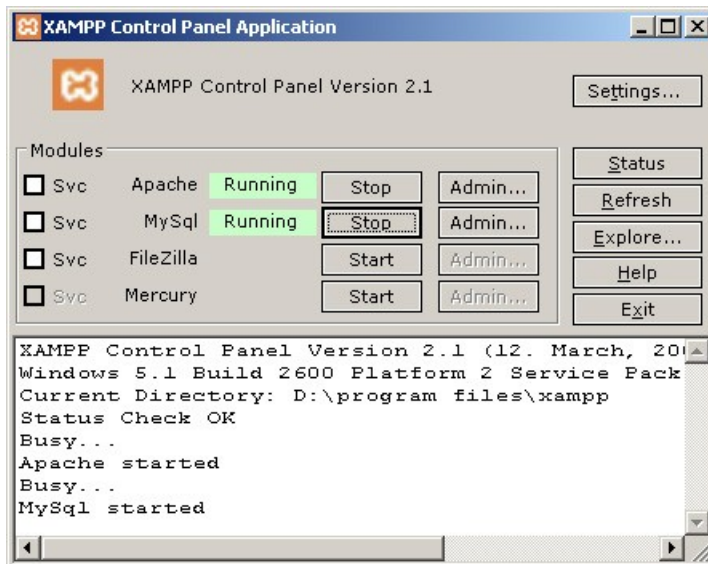 XAMPP Control Panel Application
XAMPP Control Panel Version 2.1
Settings...
Modules
Svc Apache Running Stop Admin...
Svc MySql Running Stop Admin...
Svc FileZilla Start Admin...
Svc Mercury Start Admin...
Status
Refresh
Explore...
Help
Exit
XAMPP Control Panel Version 2.1 (12. March, 20
Windows 5.1 Build 2600 Platform 2 Service Pack
Current Directory: D:\program files\xampp
Status Check OK
Busy...
Apache started
Busy...
MySql started